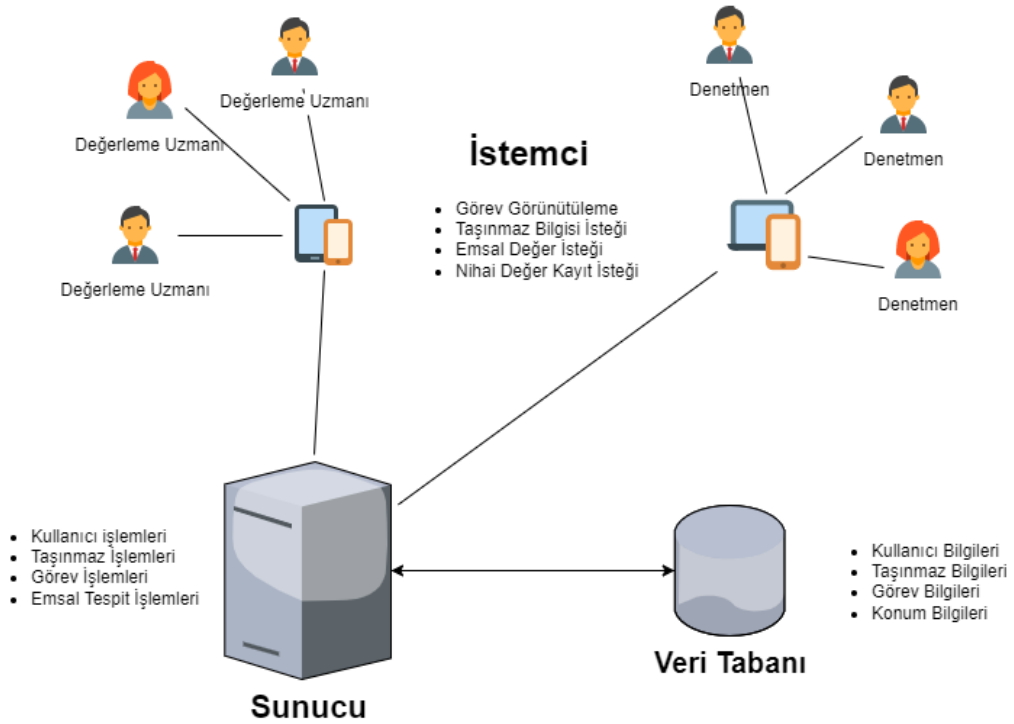 Değerleme Uzmanı
Denetmen
Değerleme Uzmanı
İstemci
Denetmen
• Görev Görünütüleme
• Taşınmaz Bilgisi İsteği
• Emsal Değer İsteği
• Nihai Değer Kayıt İsteği
Değerleme Uzmanı
Denetmen
• Kullanıcı işlemleri
• Taşınmaz İşlemleri
• Görev İşlemleri
• Emsal Tespit İşlemleri
• Kullanıcı Bilgileri
• Taşınmaz Bilgileri
• Görev Bilgileri
• Konum Bilgileri
Veri Tabanı
Sunucu